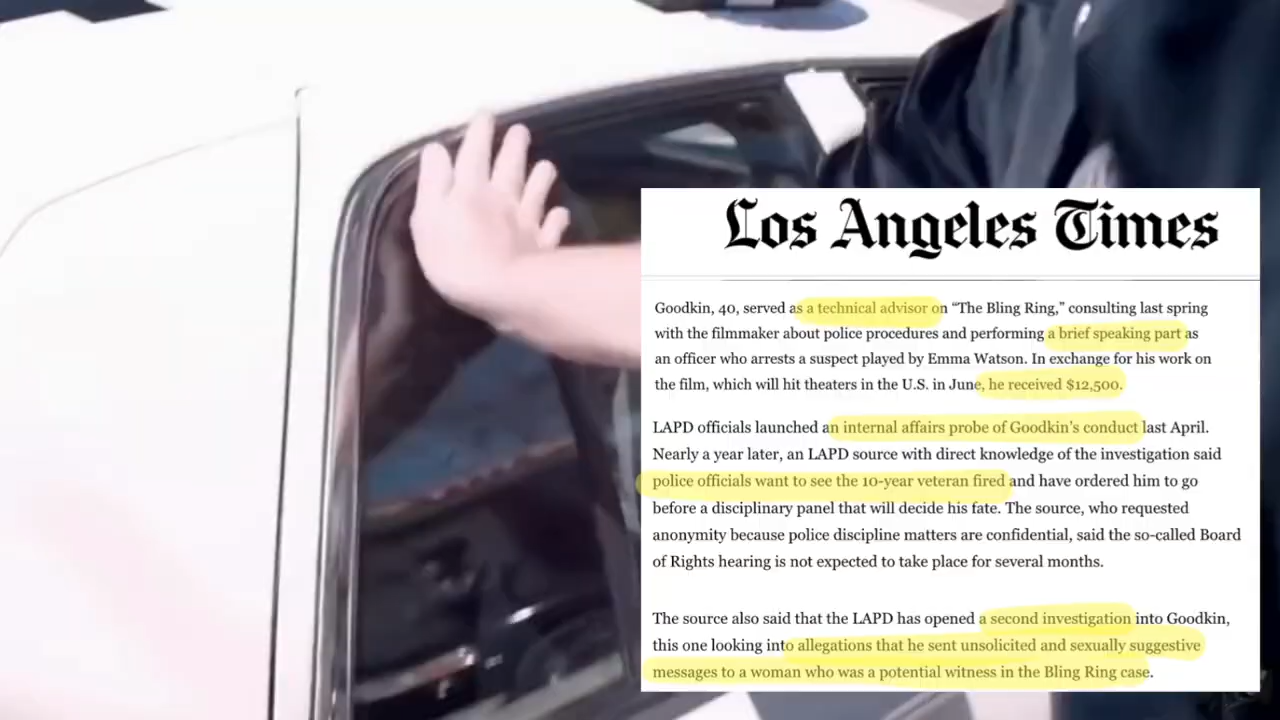 Los Angeles Times
Goodkin, 40, served as a technical advisor on “The Bling Ring,” consulting last spring
with the filmmaker about police procedures and performing a brief speaking part as
an officer who arrests a suspect played by Emma Watson. In exchange for his work on
the film, which will hit theaters in the U.S. in June, he received $12,500.
LAPD officials launched an internal affairs probe of Goodkin’s conduct last April.
Nearly a year later, an LAPD source with direct knowledge of the investigation said
police officials want to see the 10-year veteran fired and have ordered him to go
before a disciplinary panel that will decide his fate. The source, who requested
anonymity because police discipline matters are confidential, said the so-called Board
of Rights hearing is not expected to take place for several months.
The source also said that the LAPD has opened a second investigation into Goodkin,
this one looking into allegations that he sent unsolicited and sexually suggestive
messages to a woman who was a potential witness in the Bling Ring case.